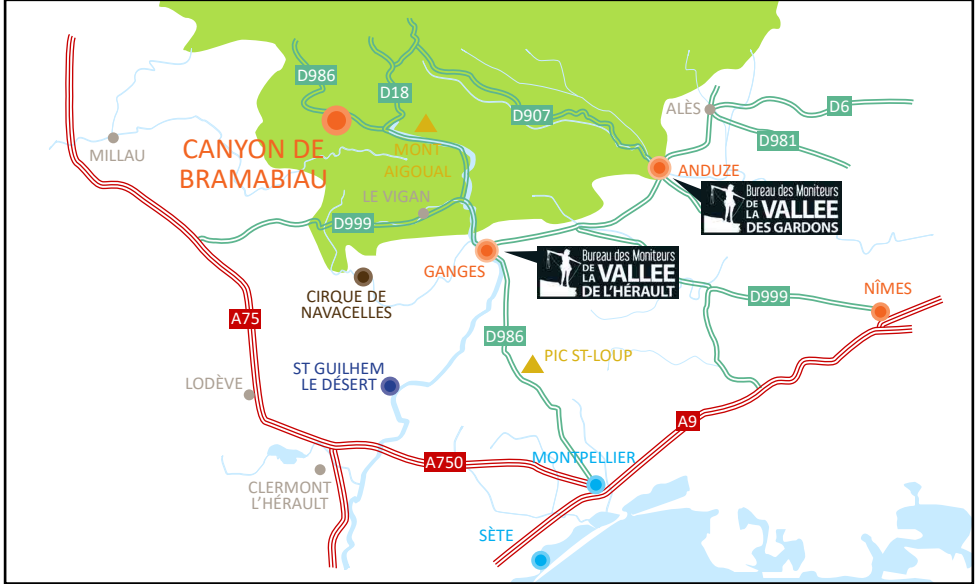 D986
D18
D907
ALÈS
D6
D981
MILLAU
CANYON DE
BRAMABIAU
MONT
AIGOUAL
ANDUZE
LE VIGAN
Bureau des Moniteurs
DE LA VALLEE
DES GARDONS
D999
GANGES
Bureau des Moniteurs
DE LA VALLEE
DE L'HÉRAULT
CIRQUE DE
NAVACELLES
D999
NÎMES
A75
D986
PIC ST-LOUP
ST GUILHEM
LE DÉSERT
LODÈVE
A9
A750
MONTPELLIER
CLERMONT
L'HÉRAULT
SÈTE